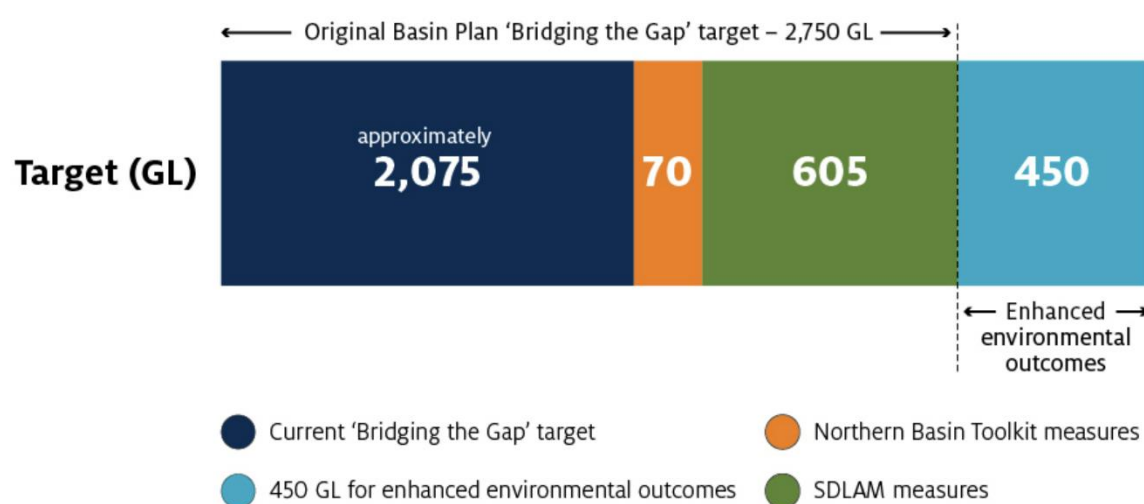 Original Basin Plan ‘Bridging the Gap’ target – 2,750 GL
Target (GL)
approximately
2,075
70
605
450
Enhanced
environmental
outcomes
Current ‘Bridging the Gap’ target
Northern Basin Toolkit measures
450 GL for enhanced environmental outcomes
SDLAM measures